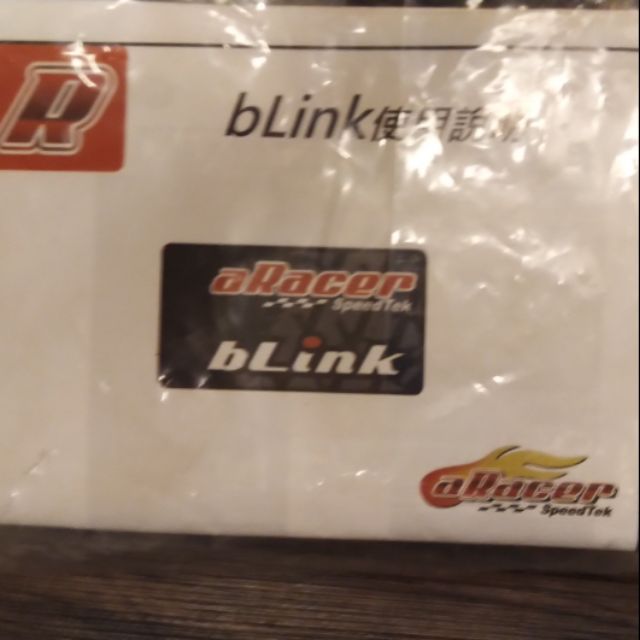 R
bLink使用說明
aRacer
SpeedTek
bLink
aRacer
SpeedTek